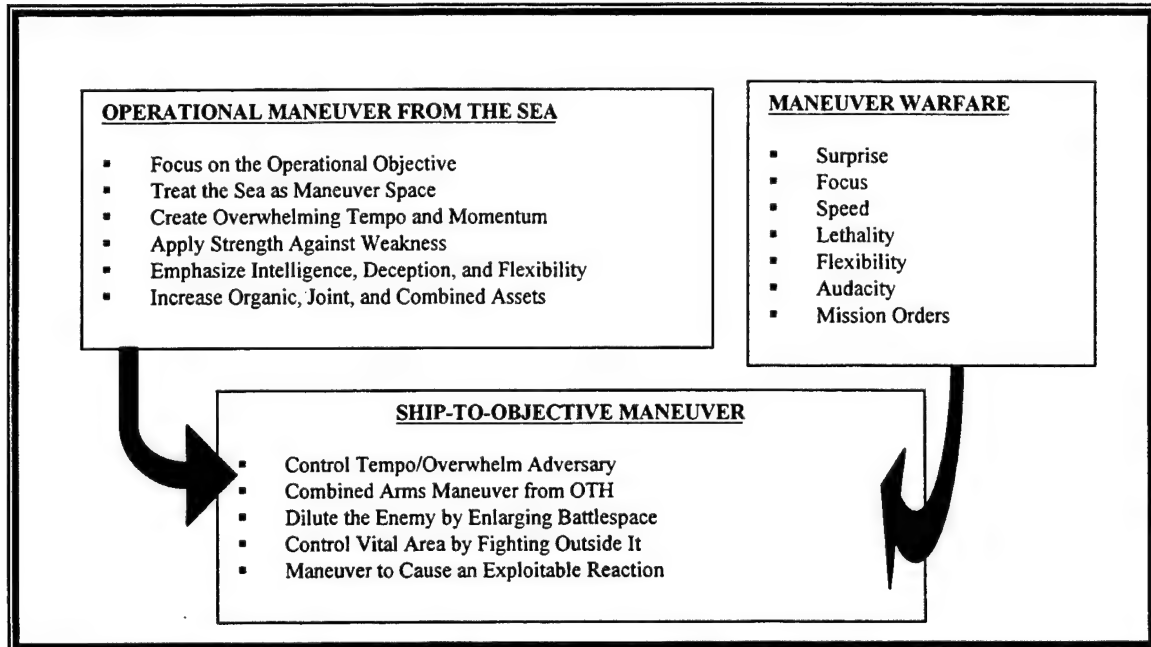 OPERATIONAL MANEUVER FROM THE SEA
▪ Focus on the Operational Objective
▪ Treat the Sea as Maneuver Space
▪ Create Overwhelming Tempo and Momentum
▪ Apply Strength Against Weakness
▪ Emphasize Intelligence, Deception, and Flexibility
▪ Increase Organic, Joint, and Combined Assets
MANEUVER WARFARE
▪ Surprise
▪ Focus
▪ Speed
▪ Lethality
▪ Flexibility
▪ Audacity
▪ Mission Orders
SHIP-TO-OBJECTIVE MANEUVER
▪ Control Tempo/Overwhelm Adversary
▪ Combined Arms Maneuver from OTH
▪ Dilute the Enemy by Enlarging Battlespace
▪ Control Vital Area by Fighting Outside It
▪ Maneuver to Cause an Exploitable Reaction